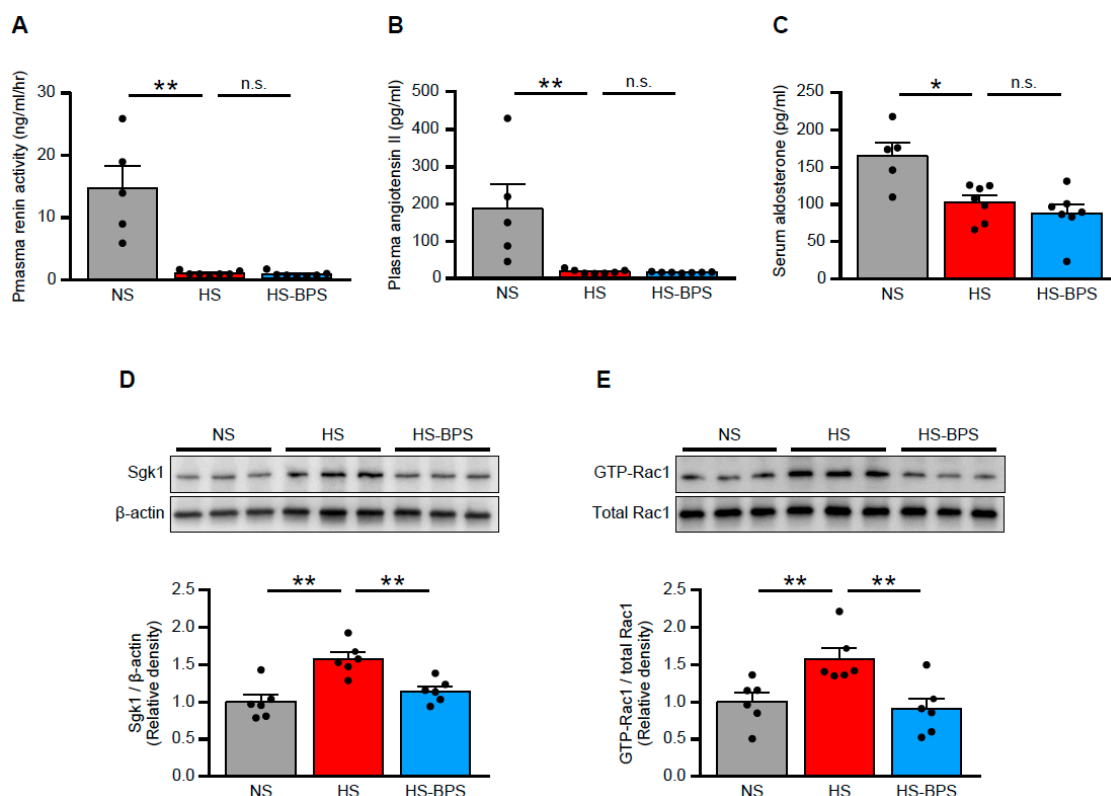 A
Pmasma renin activity (ng/ml/hr)
30
20
10
0
** n.s.
NS HS HS-BPS
B
Plasma angiotensin II (pg/ml)
500
400
300
200
100
0
** n.s.
NS HS HS-BPS
C
Serum aldosterone (pg/ml)
250
200
150
100
50
0
* n.s.
NS HS HS-BPS
D
NS HS HS-BPS
Sgk1
β-actin
Sgk1 / β-actin
(Relative density)
2.5
2.0
1.5
1.0
0.5
0.0
** **
NS HS HS-BPS
E
NS HS HS-BPS
GTP-Rac1
Total Rac1
GTP-Rac1 / total Rac1
(Relative density)
2.5
2.0
1.5
1.0
0.5
0.0
** **
NS HS HS-BPS